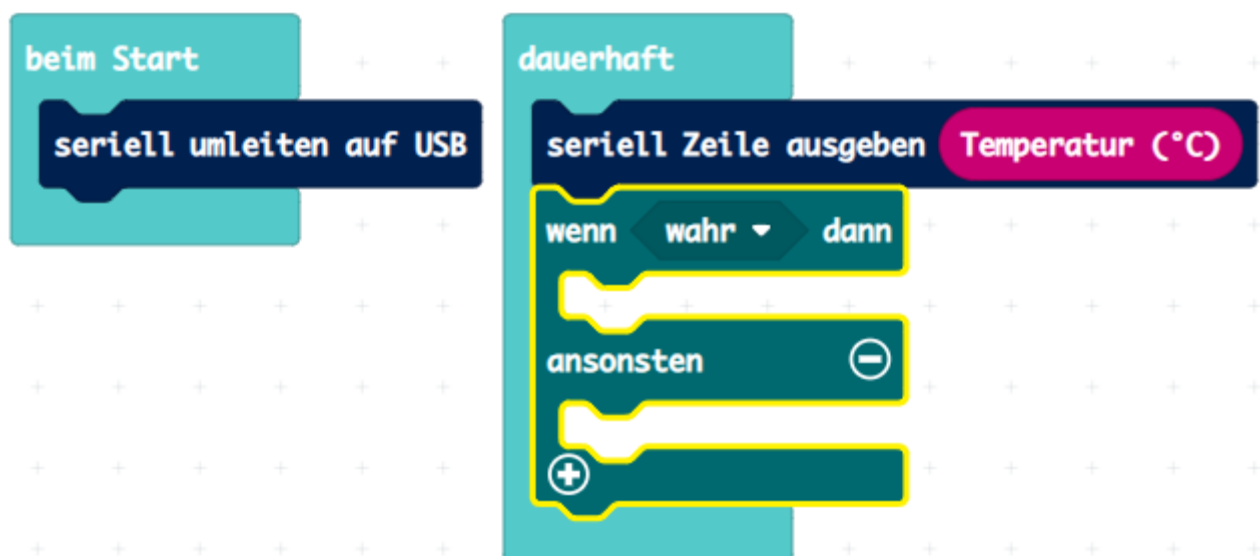 beim Start
seriell umleiten auf USB
dauerhaft
seriell Zeile ausgeben Temperatur (°C)
wenn wahr dann
ansonsten